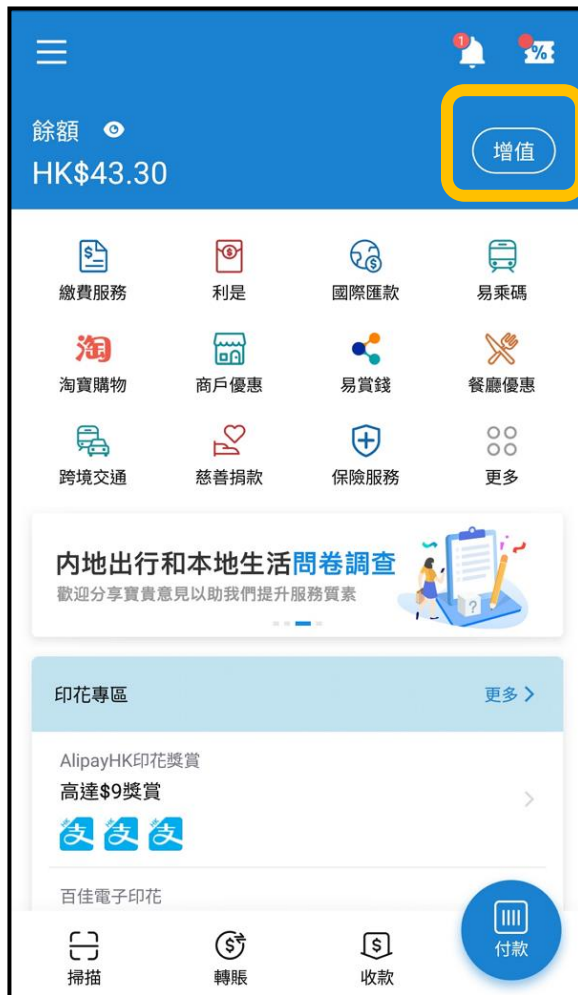 1
%
餘額
HK$43.30
增值
繳費服務
利是
國際匯款
易乘碼
淘
淘寶購物
商戶優惠
易賞錢
餐廳優惠
跨境交通
慈善捐款
保險服務
更多
内地出行和本地生活問卷調查
歡迎分享寶貴意見以助我們提升服務質素
?
印花專區
更多
AlipayHK印花獎賞
高達$9獎賞
支 支 支
百佳電子印花
掃描
轉賬
收款
付款